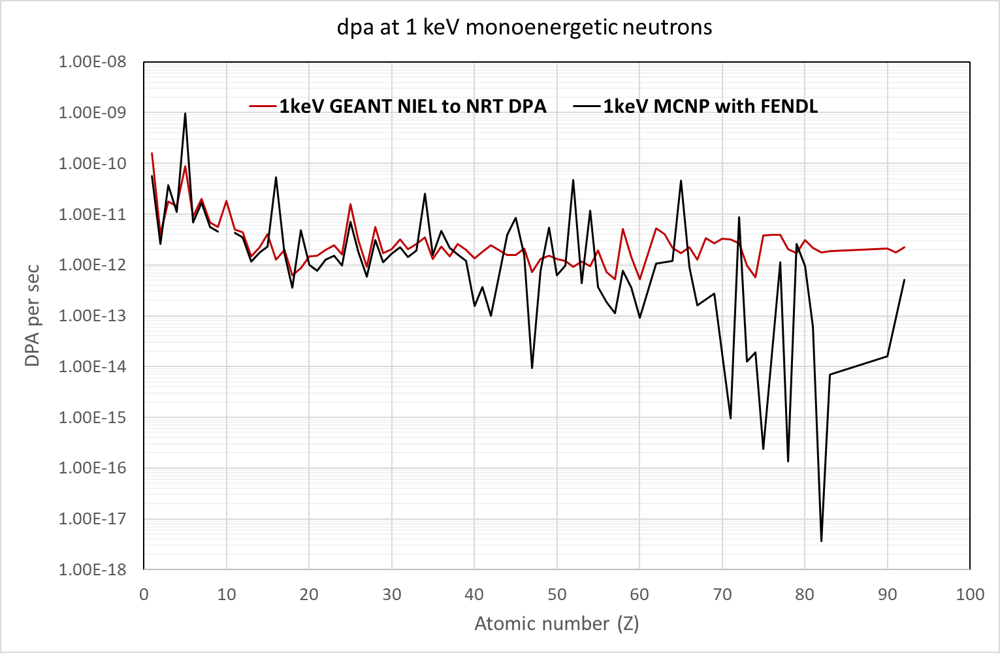 dpa at 1 keV monoenergetic neutrons
1.00E-08
1keV GEANT NIEL to NRT DPA
1keV MCNP with FENDL
1.00E-09
1.00E-10
1.00E-11
1.00E-12
1.00E-13
1.00E-14
1.00E-15
1.00E-16
1.00E-17
1.00E-18
DPA per sec
0 10 20 30 40 50 60 70 80 90 100
Atomic number (Z)